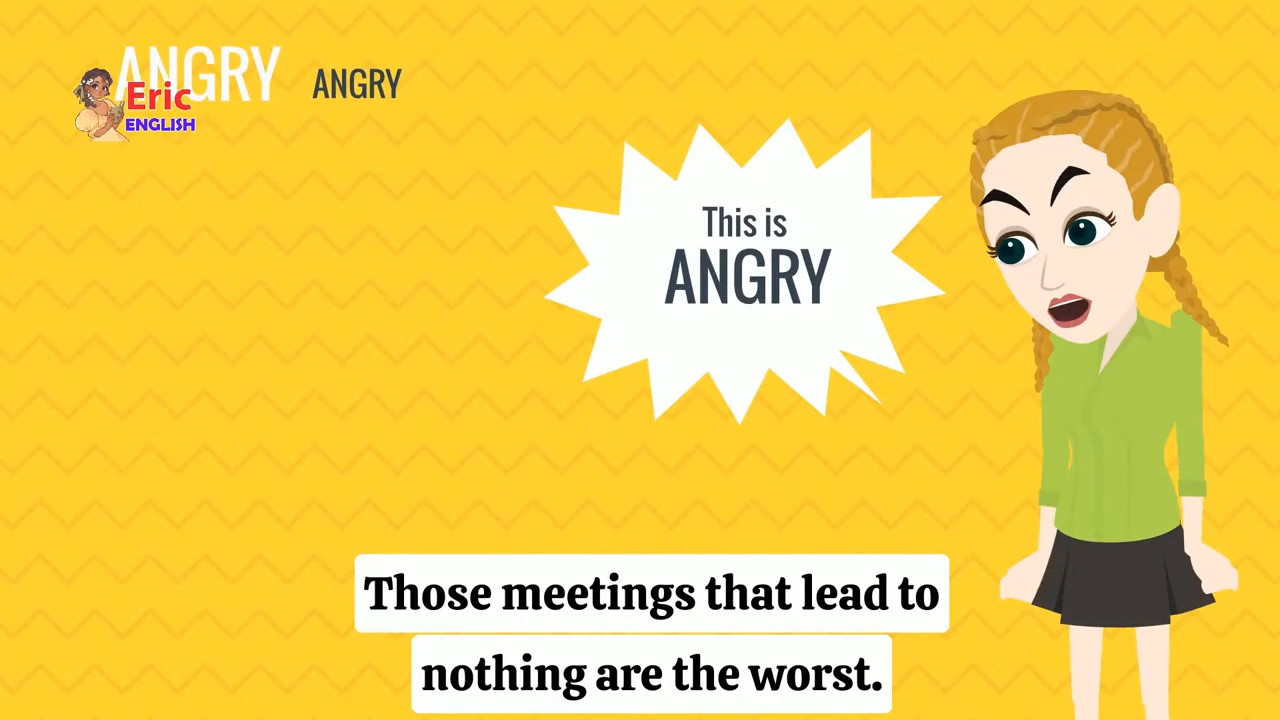 ANGRY
ANGRY
Eric
ENGLISH
This is
ANGRY
Those meetings that lead to
nothing are the worst.